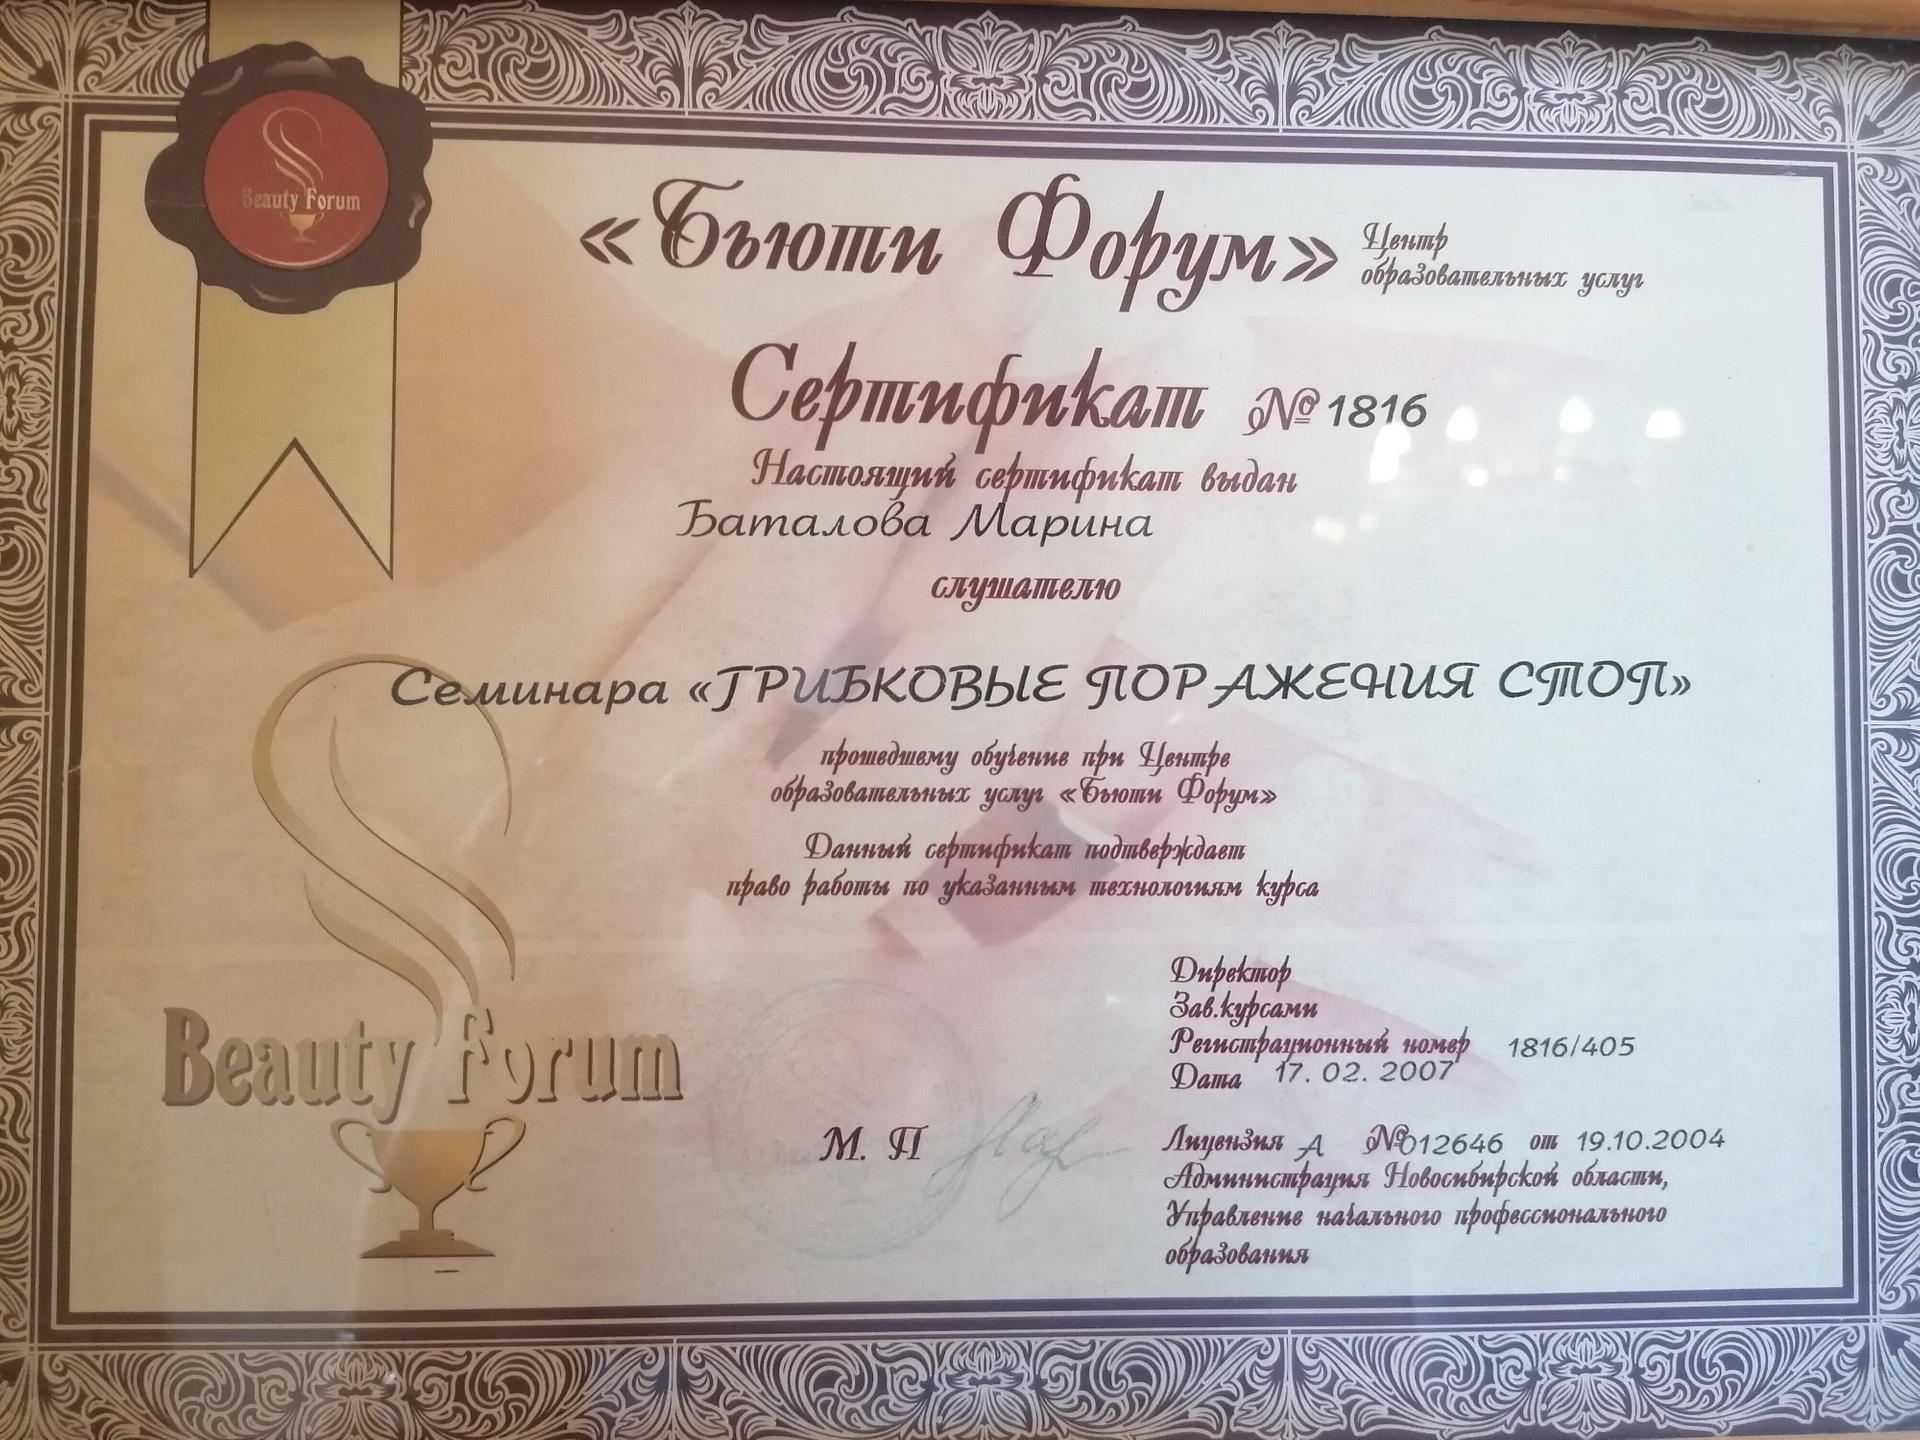 Beauty Forum
«Бьюти Форум»
Центр
образовательных услуг
Сертификат № 1816
Настоящий сертификат выдан
Баталова Марина
слушателю
Семинара «ГРИБКОВЫЕ ПОРАЖЕНИЯ СТОП»
прошедшему обучение при Центре
образовательных услуг «Бьюти Форум»
Данный сертификат подтверждает
право работы по указанным технологиям курса
Beauty Forum
Директор
Зав.курсами
Регистрационный номер 1816/405
Дата 17. 02. 2007
М. П
Лицензия А №012646 от 19.10.2004
Администрация Новосибирской области,
Управление начального профессионального
образования